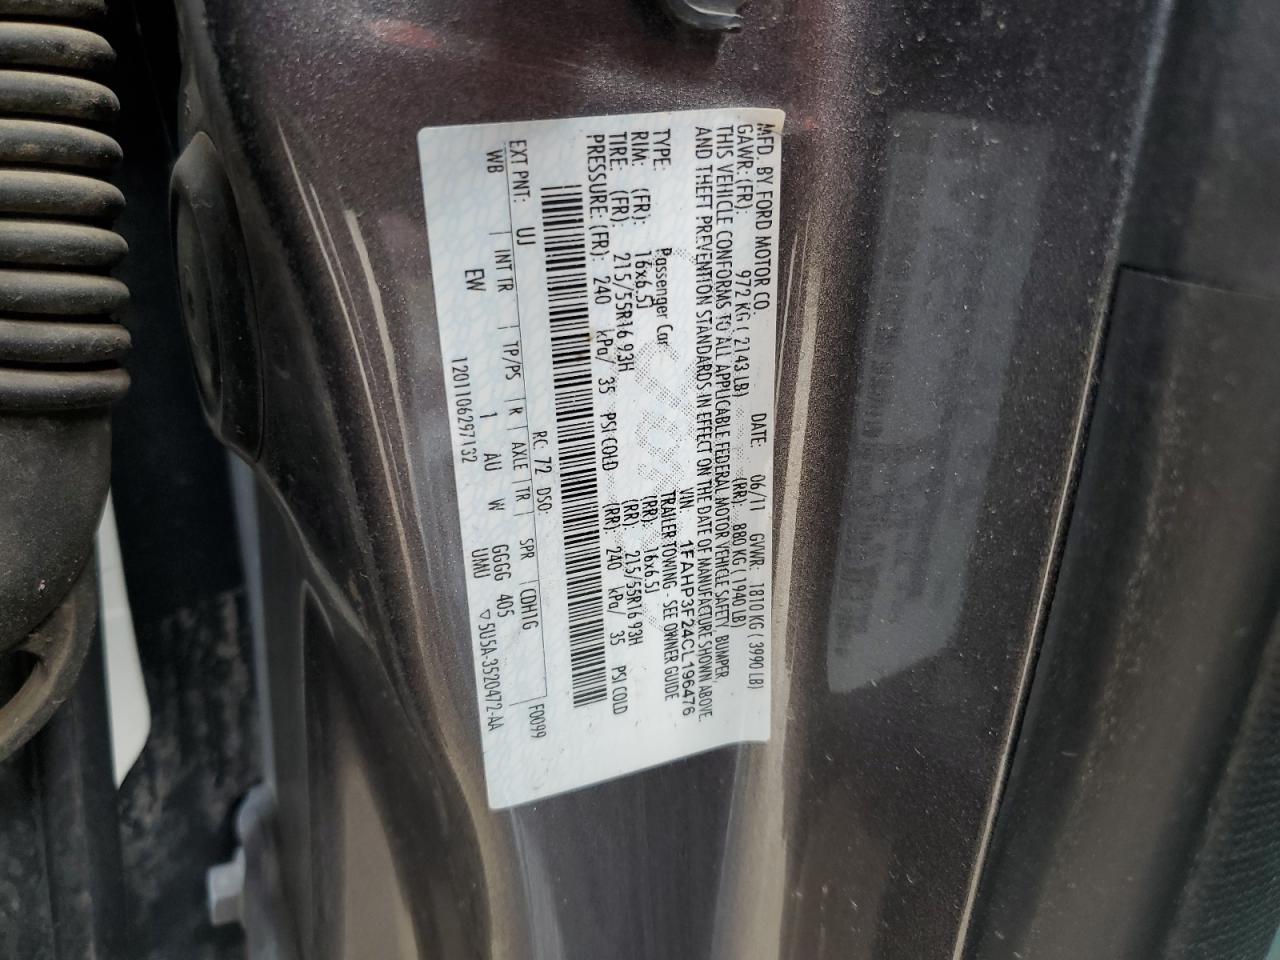 MFD. BY FORD MOTOR CO.
DATE: 06/11 GVWR: 1810 KG ( 3990 LB)
GAWR: (FR): 972 KG ( 2143 LB) (RR): 880 KG ( 1940 LB)
THIS VEHICLE CONFORMS TO ALL APPLICABLE FEDERAL MOTOR VEHICLE SAFETY, BUMPER,
AND THEFT PREVENTION STANDARDS IN EFFECT ON THE DATE OF MANUFACTURE SHOWN ABOVE.
VIN: 1FAHP3F24CL196476
TYPE: Passenger Car TRAILER TOWING - SEE OWNER GUIDE
RIM: (FR): 16x6.5J (RR): 16x6.5J
TIRE: (FR): 215/55R16 93H (RR): 215/55R16 93H
PRESSURE: (FR): 240 kPa/ 35 PSI COLD (RR): 240 kPa/ 35 PSI COLD
RC: 72 DSO: F0099
EXT PNT: UJ
WB | INT TR | TP/PS | R | AXLE | TR | SPR | CDH1G
EW 1 AU W GGGG 405
UMU
1201106297132 ▽5U5A-3520472-AA